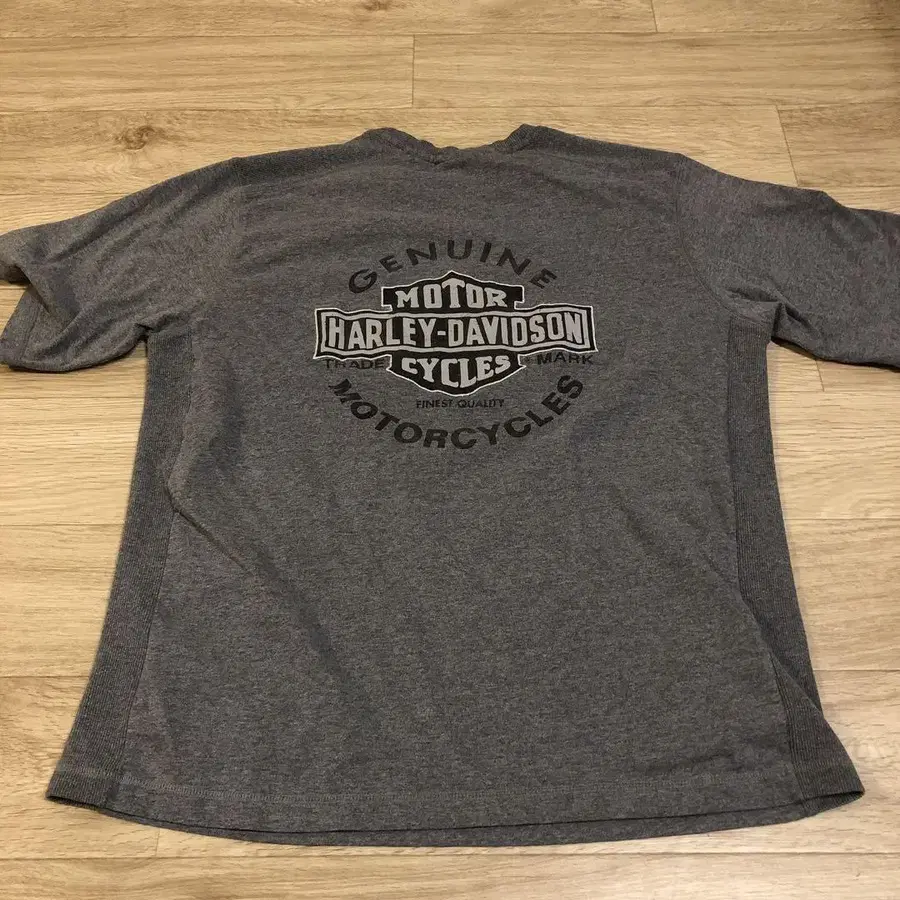 GENUINE
MOTOR
HARLEY-DAVIDSON
TRADE MARK
CYCLES
FINEST QUALITY
MOTORCYCLES